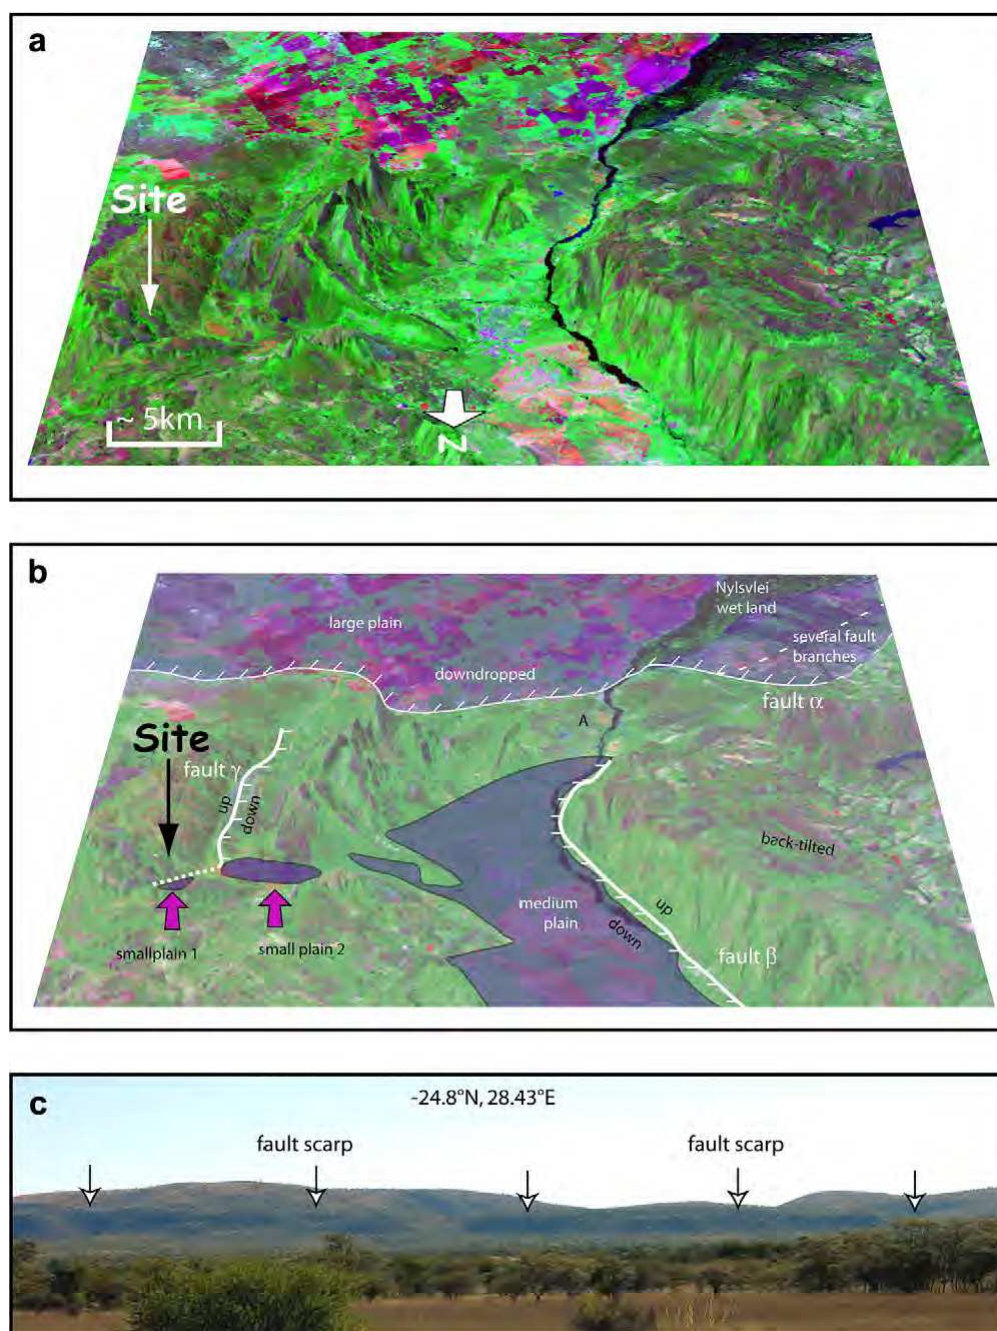 a
Site
~ 5km
N
b
Nylsvlei
wet land
large plain
several fault
branches
downdropped
fault α
A
Site
fault γ
up
down
back-tilted
medium
plain
up
down
smallplain 1
small plain 2
fault β
c
-24.8°N, 28.43°E
fault scarp
fault scarp